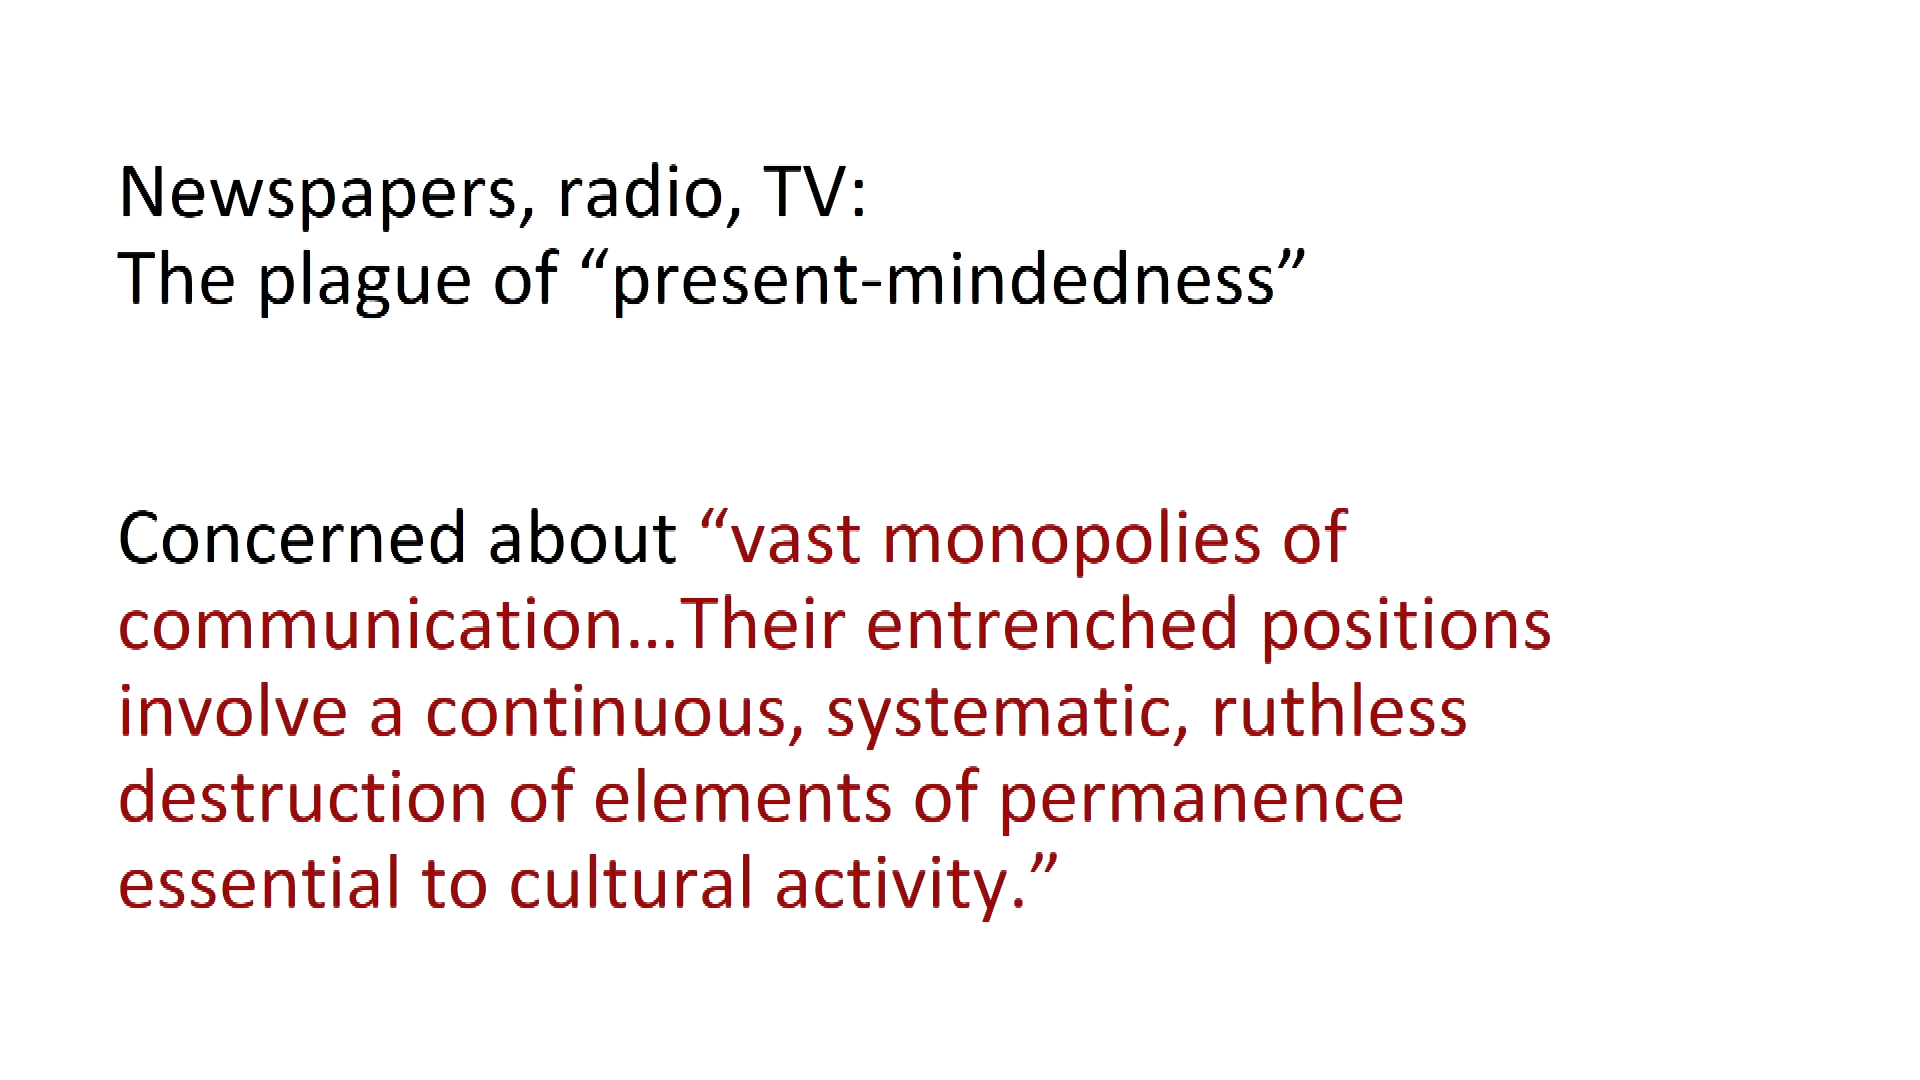 Newspapers, radio, TV:
The plague of “present-mindedness”
Concerned about “vast monopolies of
communication...Their entrenched positions
involve a continuous, systematic, ruthless
destruction of elements of permanence
essential to cultural activity.”